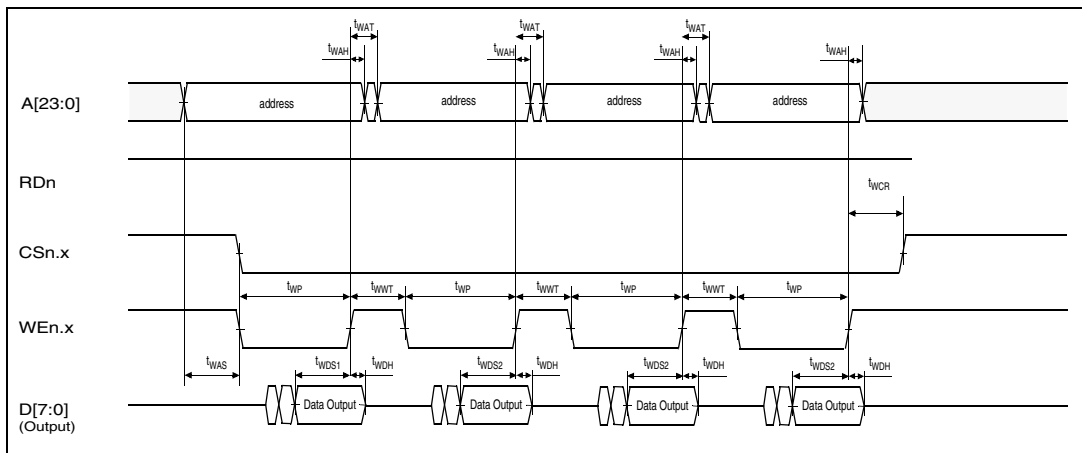 tWAT tWAT tWAT
tWAH tWAH tWAH tWAH
A[23:0] address address address address
RDn
tWCR
CSn.x
tWP tWWT tWP tWWT tWP tWWT tWP
WEn.x
tWAS tWDS1 tWDH tWDS2 tWDH tWDS2 tWDH tWDS2 tWDH
D[7:0] Data Output Data Output Data Output Data Output
(Output)